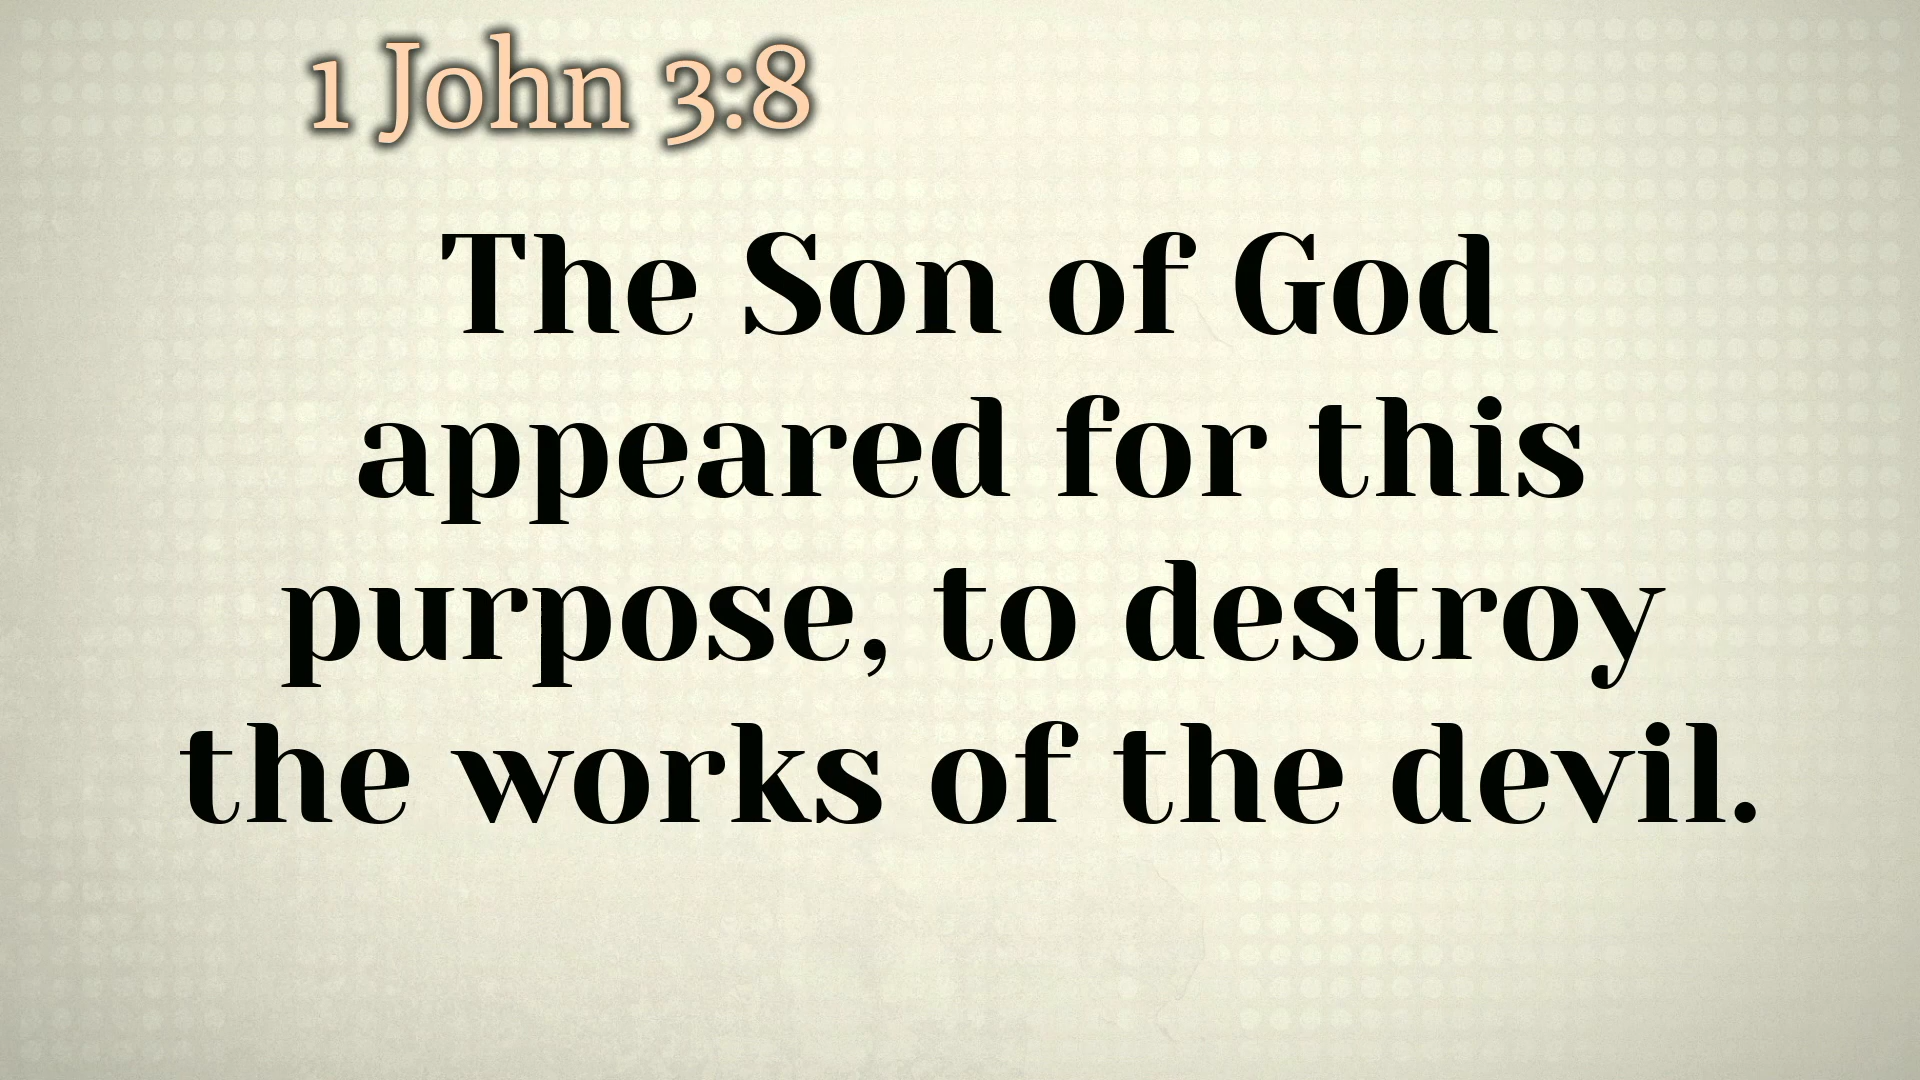 1 John 3:8
The Son of God
appeared for this
purpose, to destroy
the works of the devil.